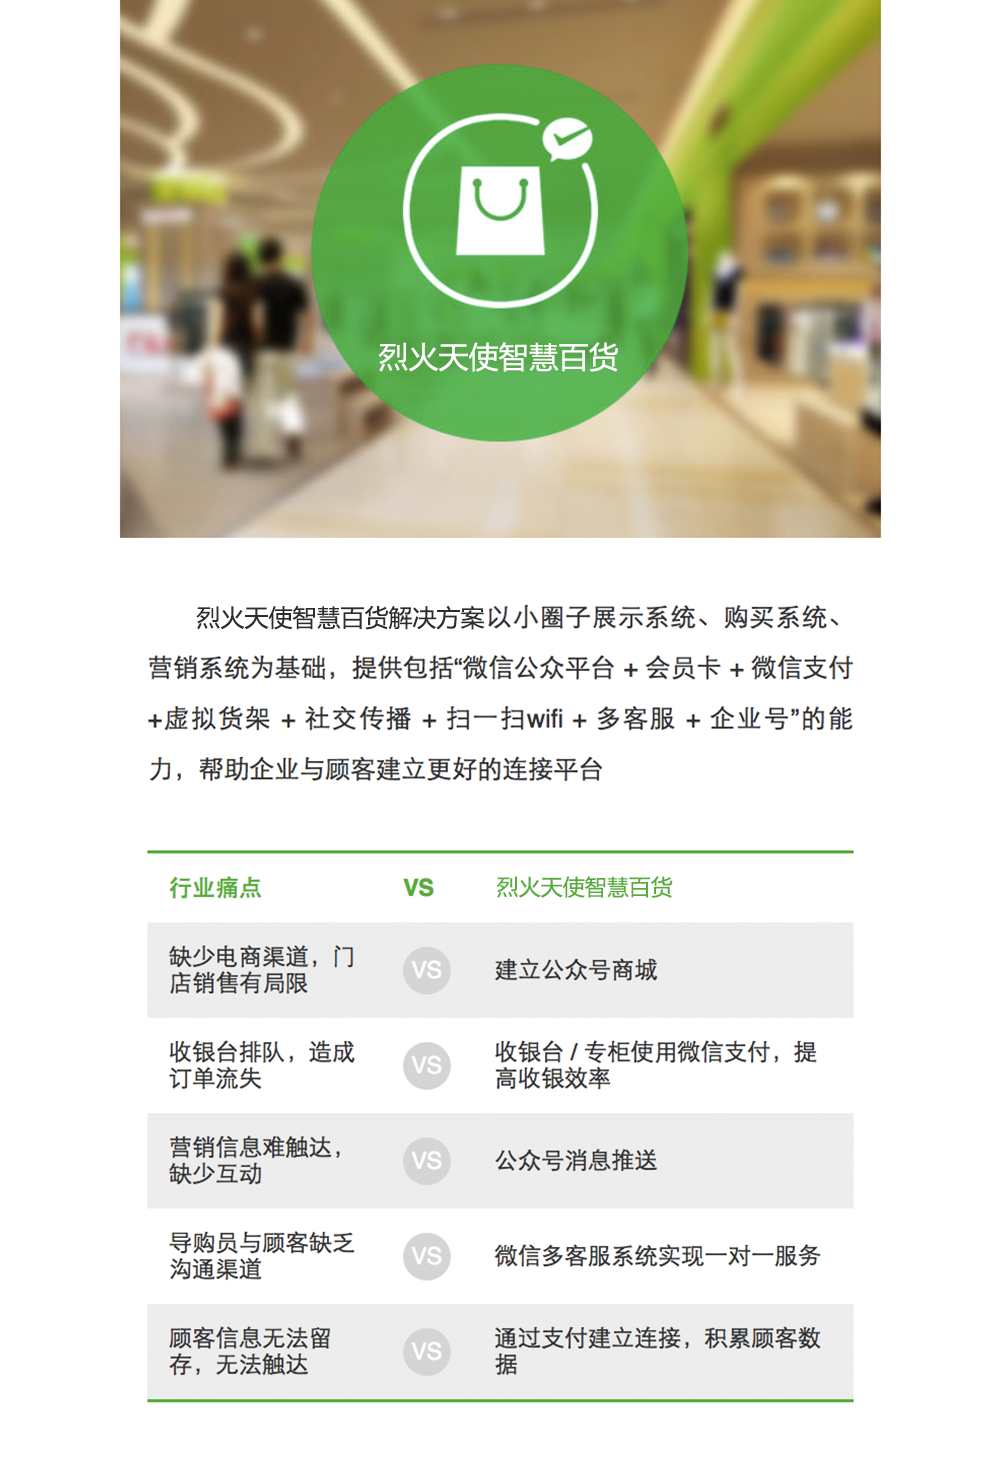 烈火天使智慧百货
烈火天使智慧百货解决方案以小圈子展示系统、购买系统、
营销系统为基础，提供包括“微信公众平台 + 会员卡 + 微信支付
+虚拟货架 + 社交传播 + 扫一扫wifi + 多客服 + 企业号”的能
力，帮助企业与顾客建立更好的连接平台
行业痛点 VS 烈火天使智慧百货
缺少电商渠道，门
店销售有局限
VS
建立公众号商城
收银台排队，造成
订单流失
VS
收银台 / 专柜使用微信支付，提
高收银效率
营销信息难触达，
缺少互动
VS
公众号消息推送
导购员与顾客缺乏
沟通渠道
VS
微信多客服系统实现一对一服务
顾客信息无法留
存，无法触达
VS
通过支付建立连接，积累顾客数
据